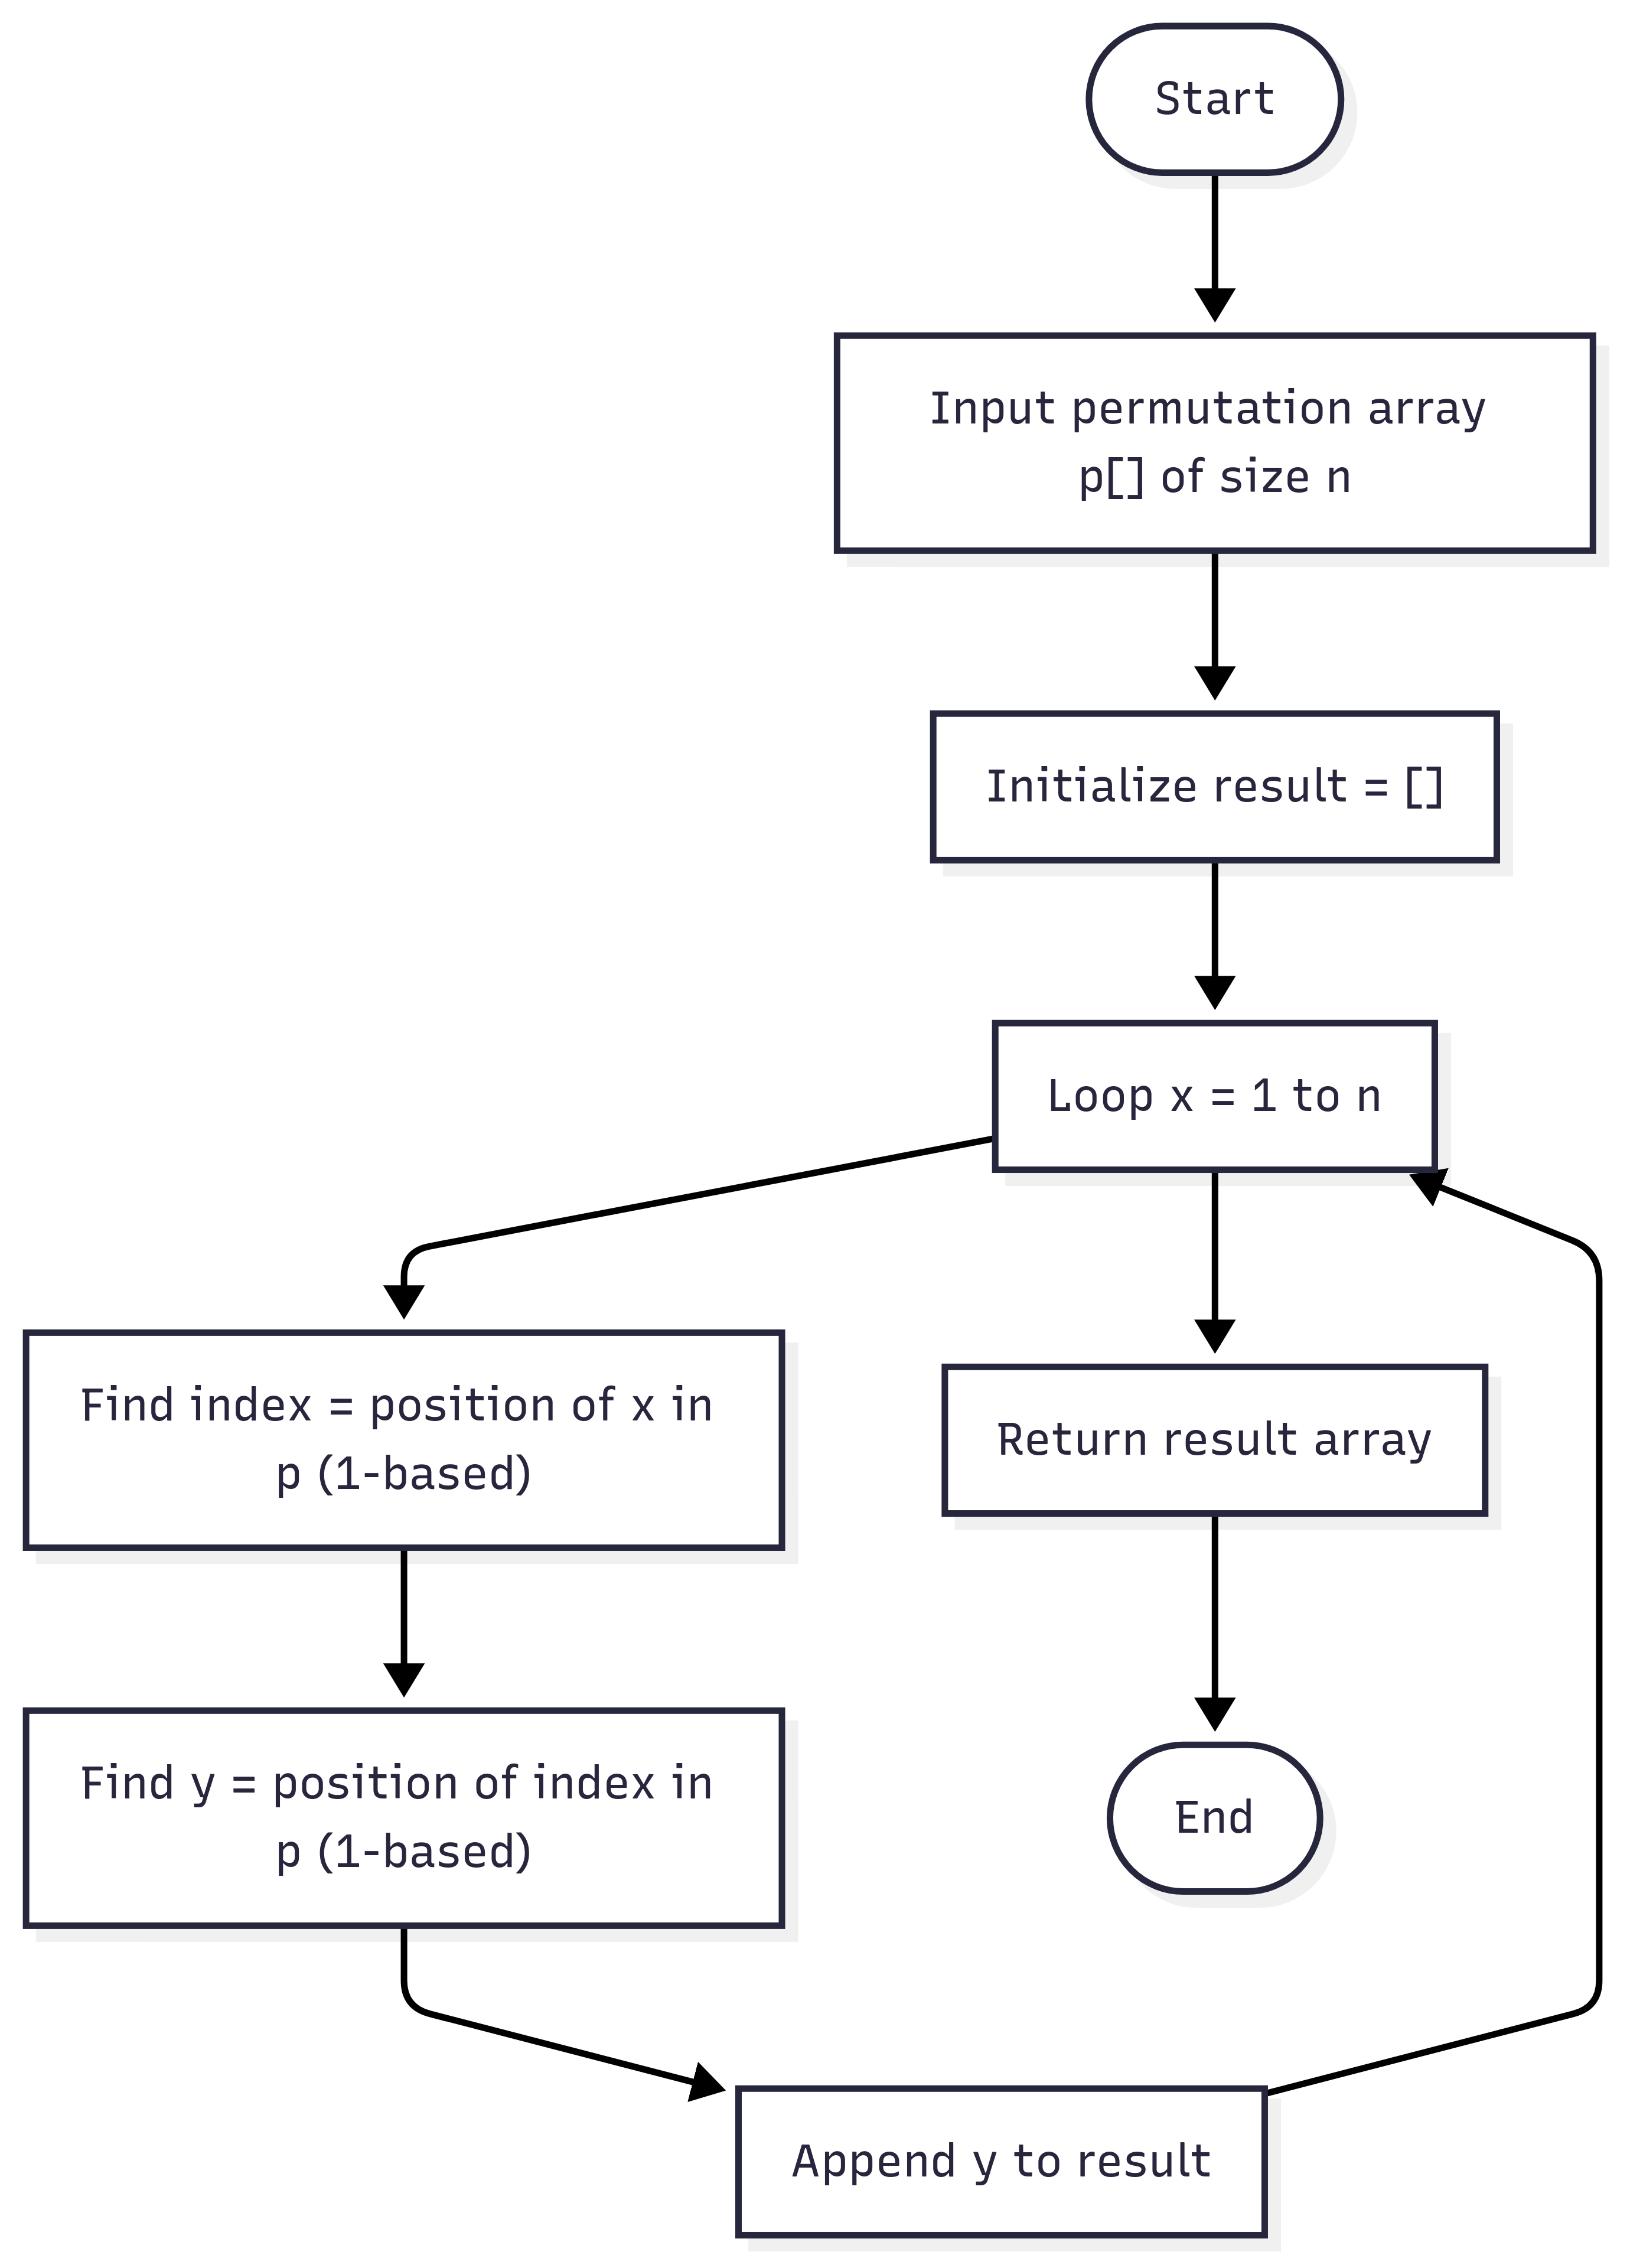 Start
Input permutation array
p[] of size n
Initialize result = []
Loop x = 1 to n
Find index = position of x in
p (1-based)
Return result array
Find y = position of index in
p (1-based)
End
Append y to result